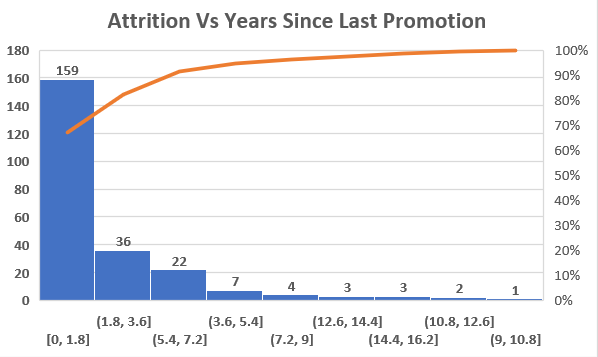 Attrition Vs Years Since Last Promotion
180 100%
160 90%
140 80%
120 70%
100 60%
80 50%
60 40%
40 30%
20 20%
0 10%
0%
159 36 22 7 4 3 3 2 1
(1.8, 3.6] (3.6, 5.4] (12.6, 14.4] (10.8, 12.6]
[0, 1.8] (5.4, 7.2] (7.2, 9] (14.4, 16.2] (9, 10.8]